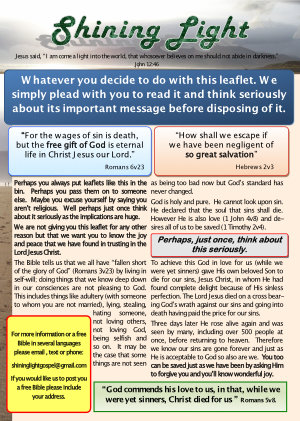 Shining Light
Jesus said, "I am come a light into the world, that whosoever believes on me should not abide in darkness."
John 12:46
Whatever you decide to do with this leaflet. We
simply plead with you to read it and think seriously
about its important message before disposing of it.
"For the wages of sin is death,
but the free gift of God is eternal
life in Christ Jesus our Lord."
Romans 6v23
"How shall we escape if
we have been negligent of
so great salvation"
Hebrews 2v3
Perhaps you always put leaflets like this in the
bin. Perhaps you pass them on to someone
else. Maybe you excuse yourself by saying you
aren't religious. Well perhaps just once think
about it seriously as the implications are huge.
We are not giving you this leaflet for any other
reason but that we want you to know the joy
and peace that we have found in trusting in the
Lord Jesus Christ.
The Bible tells us that we all have "fallen short
of the glory of God" (Romans 3v23) by living in
self-will; doing things that we know deep down
in our consciences are not pleasing to God.
This includes things like adultery (with someone
to whom you are not married), lying, stealing,
hating someone,
not loving others,
not loving God,
being selfish and
so on. It may be
the case that some
things are not seen
For more information or a free
Bible in several languages
please email , text or phone:
shininglightgospel@gmail.com
If you would like us to post you
a free Bible please include
your address.
as being too bad now but God's standard has
never changed.
God is holy and pure. He cannot look upon sin.
He declared that the soul that sins shall die.
However He is also love (1 John 4v8) and de-
sires all of us to be saved (1 Timothy 2v4).
Perhaps, just once, think about
this seriously.
To achieve this God in love for us (while we
were yet sinners) gave His own beloved Son to
die for our sins, Jesus Christ, in whom He has
found complete delight because of His sinless
perfection. The Lord Jesus died on a cross bear-
ing God's wrath against our sins and going into
death having paid the price for our sins.
Three days later He rose alive again and was
seen by many, including over 500 people at
once, before returning to heaven. Therefore
we know our sins are gone forever and just as
He is acceptable to God so also are we. You too
can be saved just as we have been by asking Him
to forgive you and you'll know wonderful joy.
"God commends his love to us, in that, while we
were yet sinners, Christ died for us" Romans 5v8